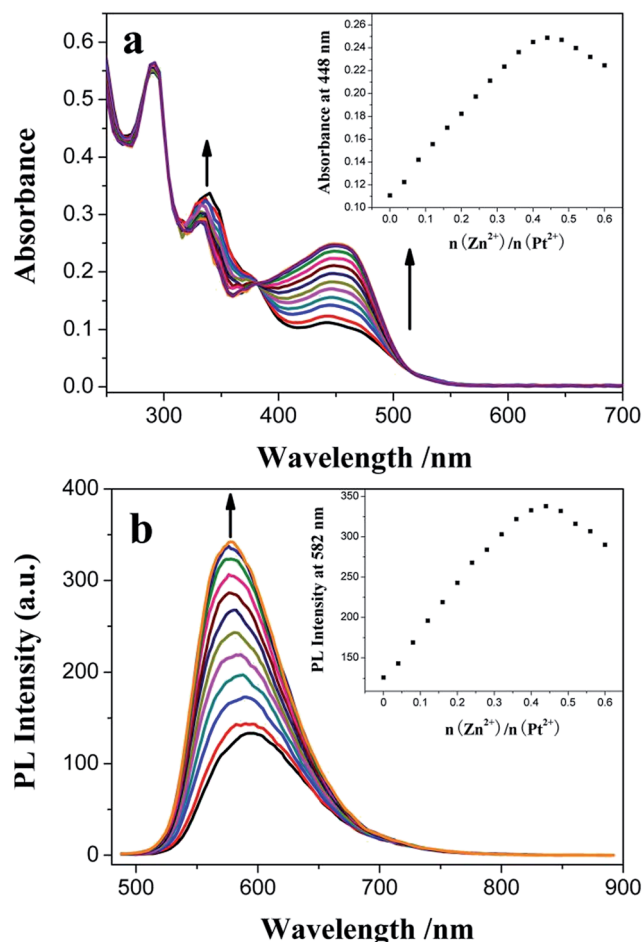 a
0.6
0.5
0.4
0.3
0.2
0.1
0.0
Absorbance
300 400 500 600 700
Wavelength /nm
0.26
0.24
0.22
0.20
0.18
0.16
0.14
0.12
0.10
Absorbance at 448 nm
0.0 0.1 0.2 0.3 0.4 0.5 0.6
n(Zn²⁺)/n(Pt²⁺)
b
400
300
200
100
0
PL Intensity (a.u.)
500 600 700 800 900
Wavelength /nm
350
300
250
200
150
PL Intensity at 582 nm
0 0.1 0.2 0.3 0.4 0.5 0.6
n(Zn²⁺)/n(Pt²⁺)